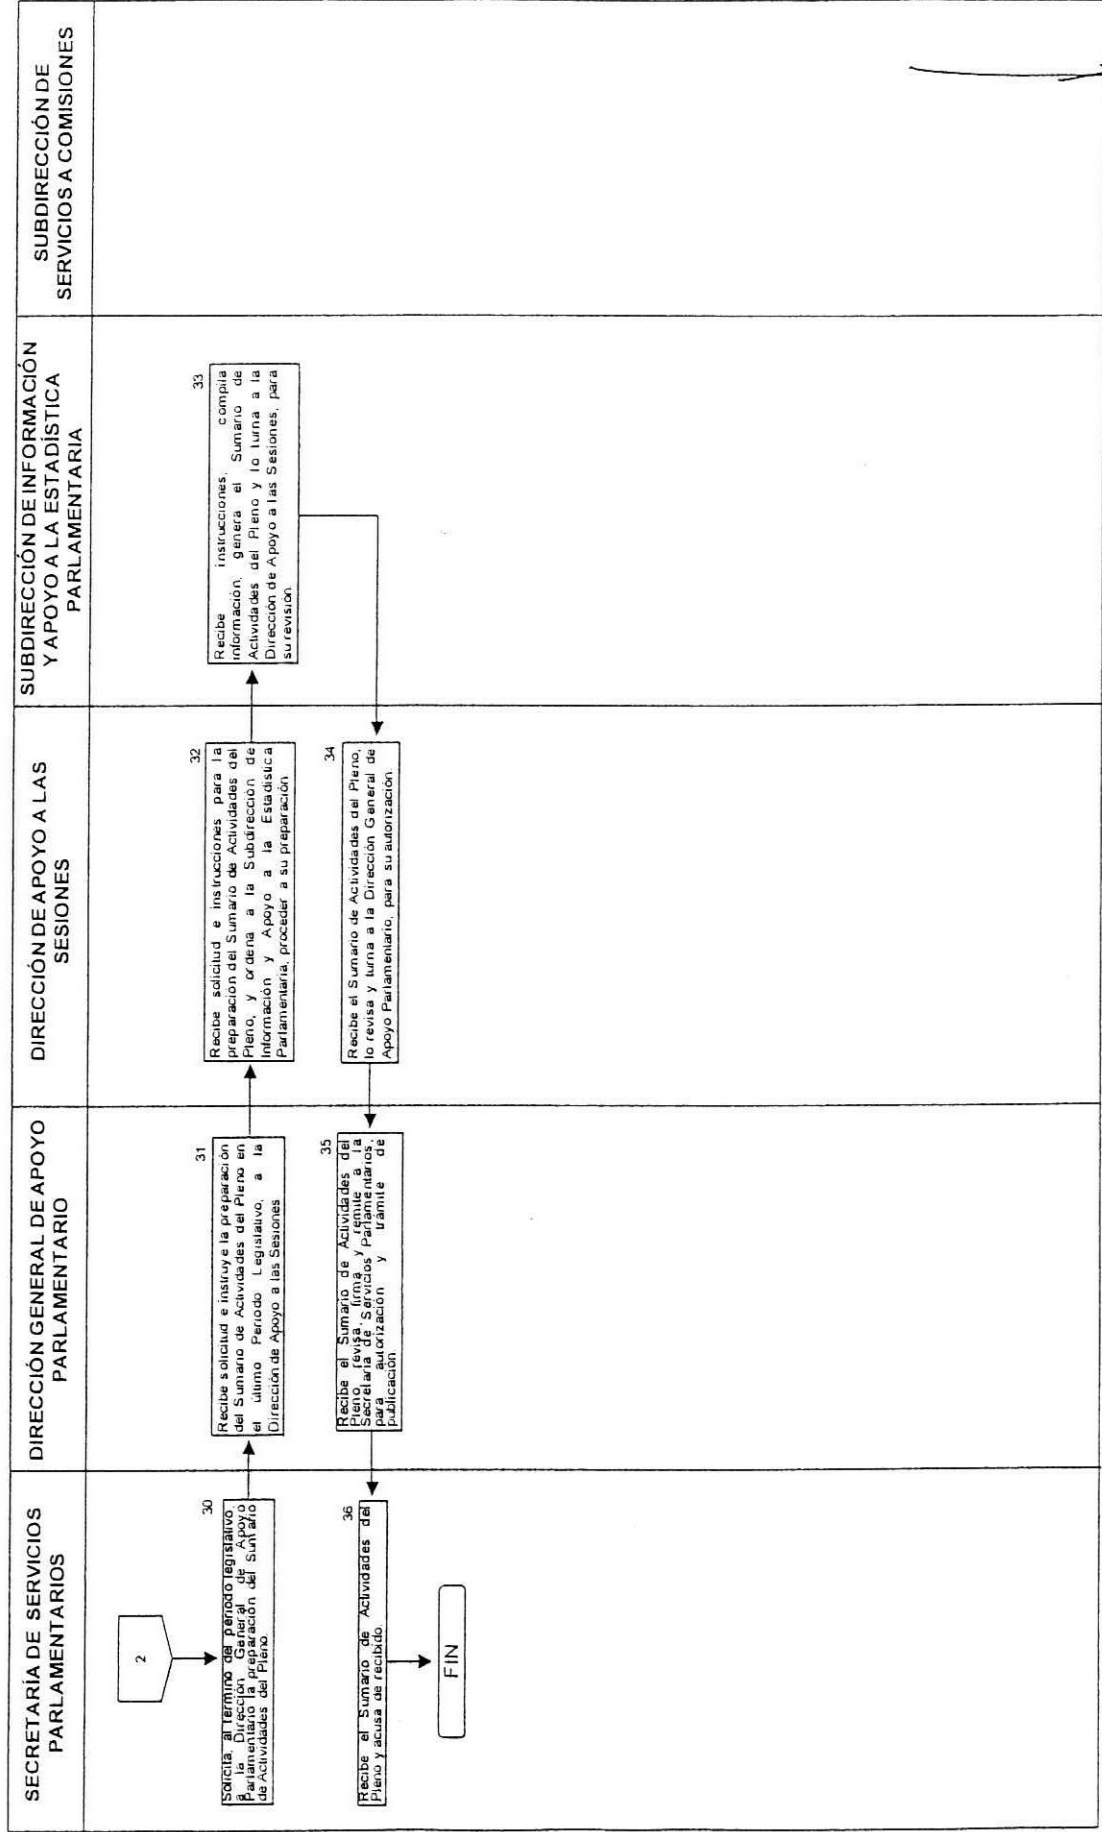 SECRETARÍA DE SERVICIOS
PARLAMENTARIOS
DIRECCIÓN GENERAL DE APOYO
PARLAMENTARIO
DIRECCIÓN DE APOYO A LAS
SESIONES
SUBDIRECCIÓN DE INFORMACIÓN
Y APOYO A LA ESTADÍSTICA
PARLAMENTARIA
SUBDIRECCIÓN DE
SERVICIOS A COMISIONES
2
30
Solicita, al termino del periodo legislativo,
a la Dirección General de Apoyo
Parlamentario la preparación del Sumario
de Actividades del Pleno.
31
Recibe solicitud e instruye la preparación
del Sumario de Actividades del Pleno en
el último Periodo Legislativo, a la
Dirección de Apoyo a las Sesiones
32
Recibe solicitud e instrucciones para la
preparación del Sumario de Actividades del
Pleno, y ordena a la Subdirección de
Información y Apoyo a la Estadística
Parlamentaria, proceder a su preparación.
33
Recibe instrucciones, compila
información, genera el Sumario de
Actividades del Pleno y lo turna a la
Dirección de Apoyo a las Sesiones, para
su revisión.
34
Recibe el Sumario de Actividades del Pleno,
lo revisa y turna a la Dirección General de
Apoyo Parlamentario, para su autorización.
35
Recibe el Sumario de Actividades del
Pleno, revisa, firma y remite a la
Secretaría de Servicios Parlamentarios,
para autorización y trámite de
publicación
36
Recibe el Sumario de Actividades del
Pleno y acusa de recibido.
FIN